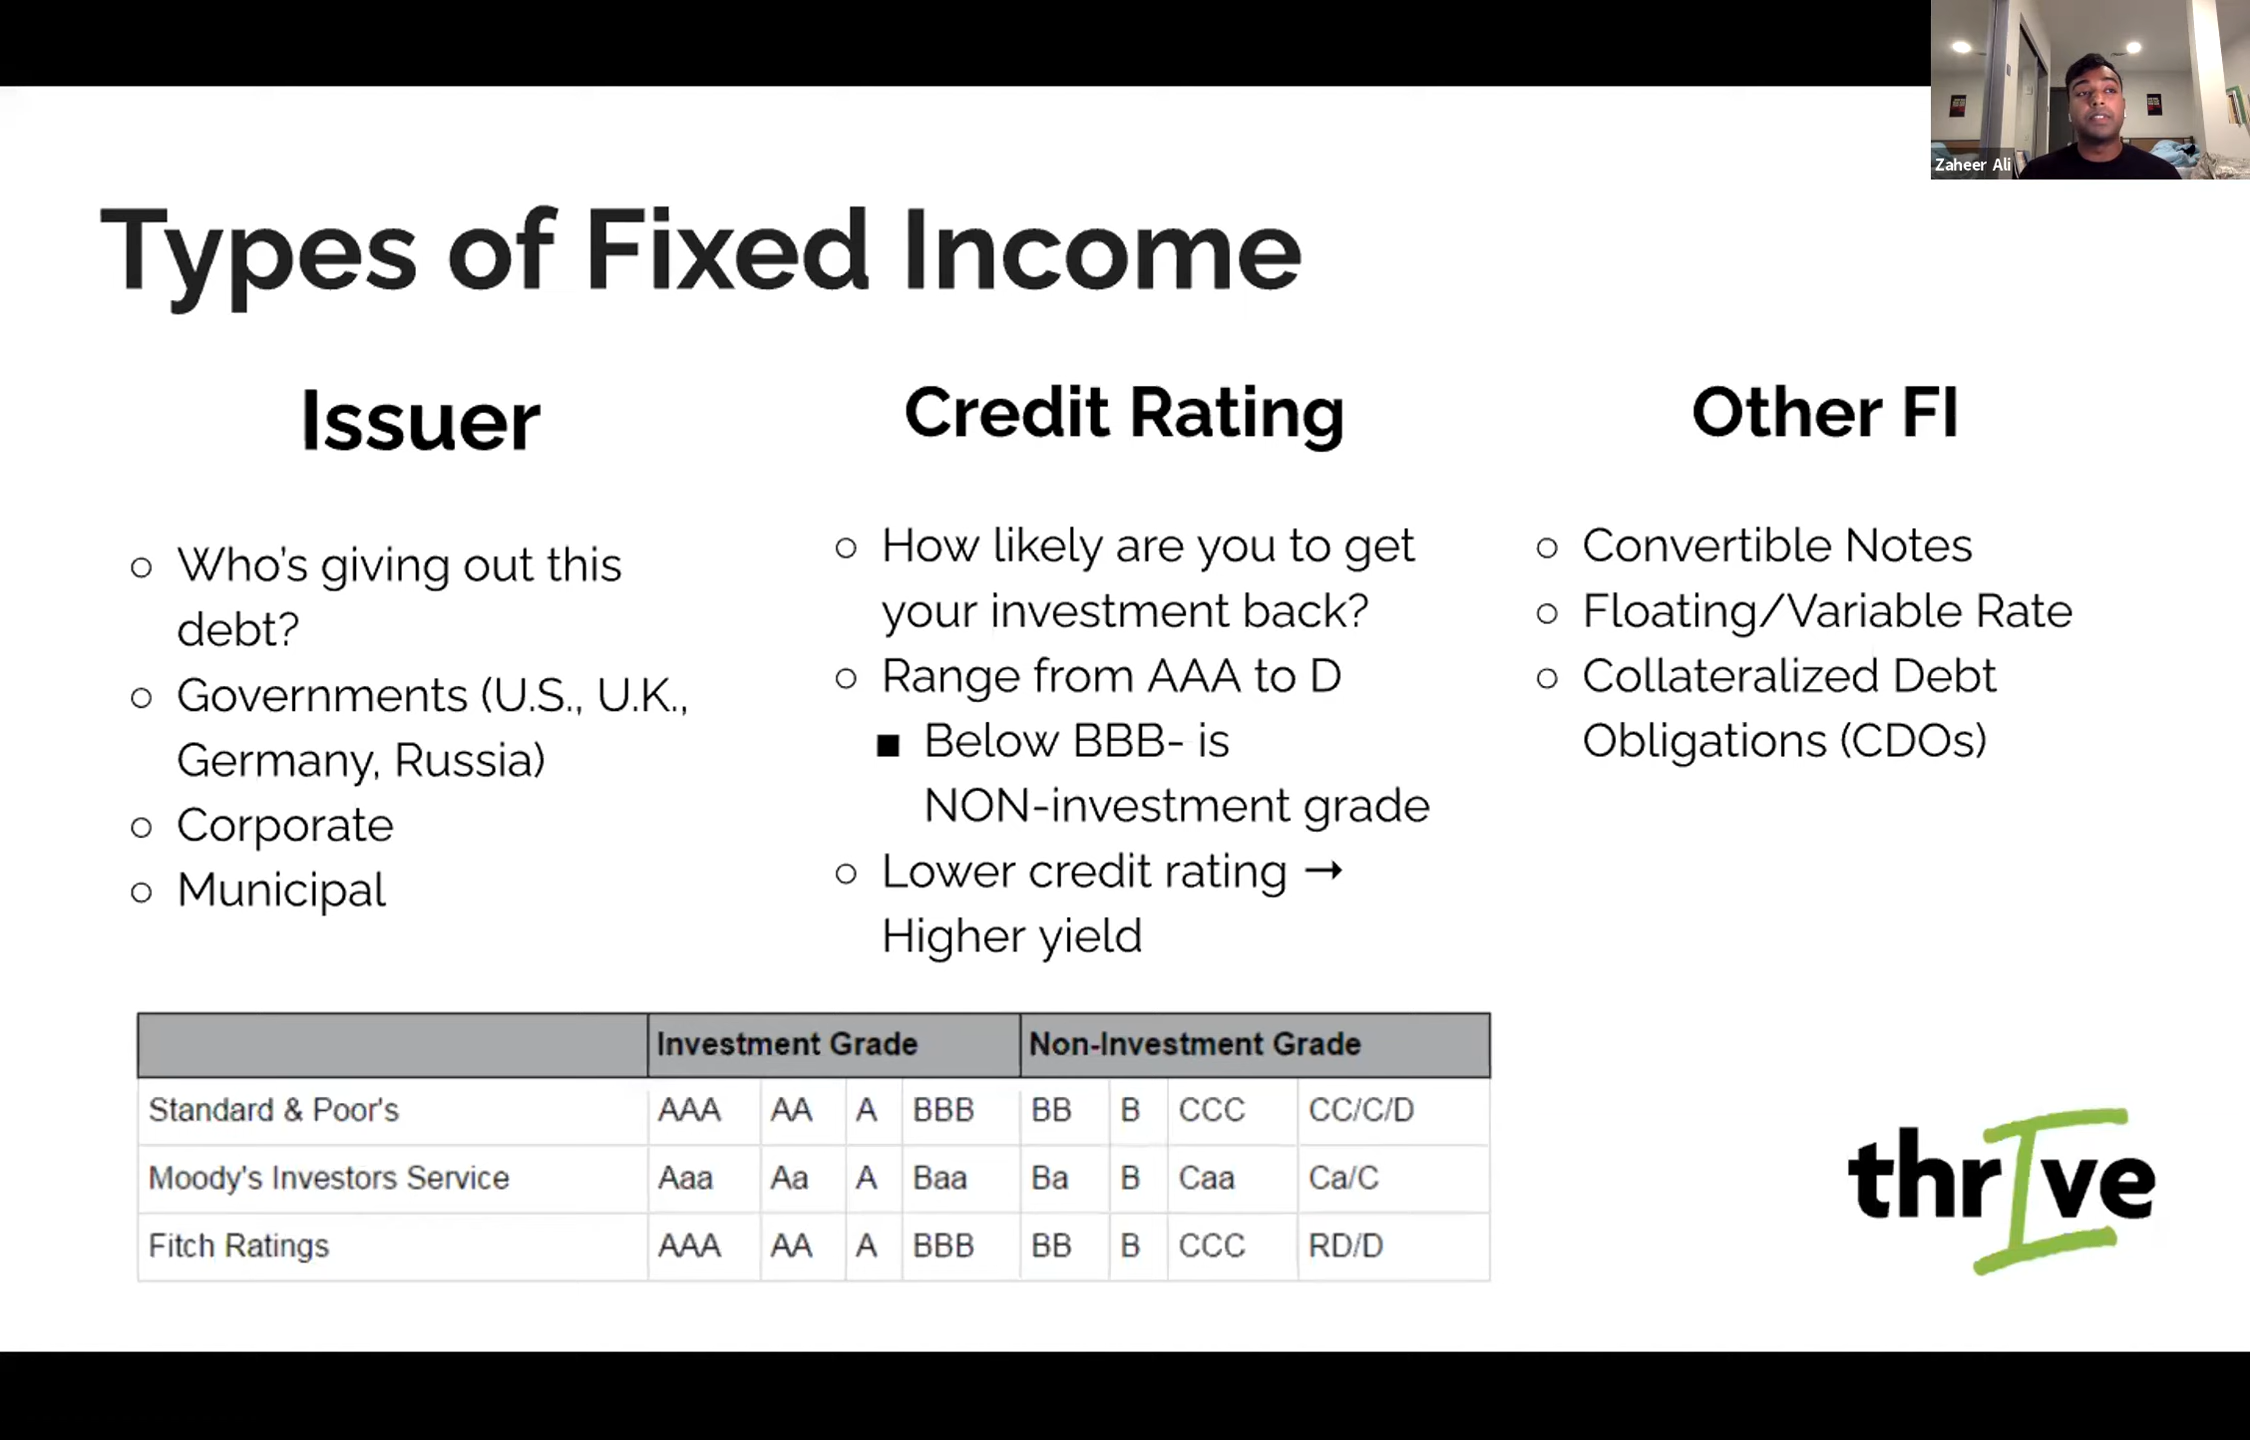 Zaheer Ali
Types of Fixed Income
Issuer
○ Who's giving out this
debt?
○ Governments (U.S., U.K.,
Germany, Russia)
○ Corporate
○ Municipal
Credit Rating
○ How likely are you to get
your investment back?
○ Range from AAA to D
■ Below BBB- is
NON-investment grade
○ Lower credit rating →
Higher yield
Other FI
○ Convertible Notes
○ Floating/Variable Rate
○ Collateralized Debt
Obligations (CDOs)
Investment Grade Non-Investment Grade
Standard & Poor's AAA AA A BBB BB B CCC CC/C/D
Moody's Investors Service Aaa Aa A Baa Ba B Caa Ca/C
Fitch Ratings AAA AA A BBB BB B CCC RD/D
thrIve